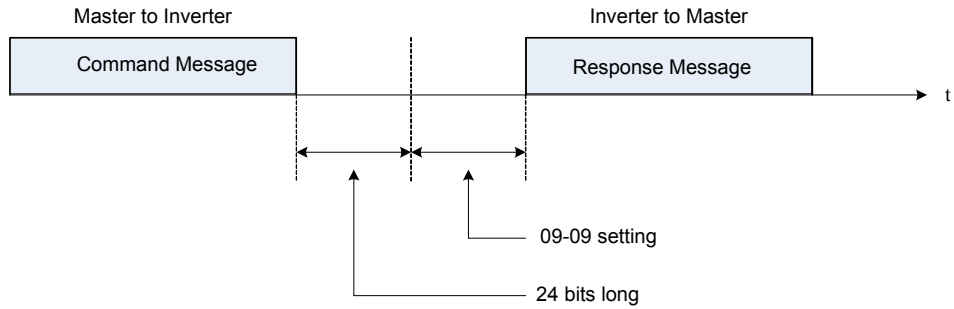 Master to Inverter
Inverter to Master
Command Message
Response Message
t
09-09 setting
24 bits long